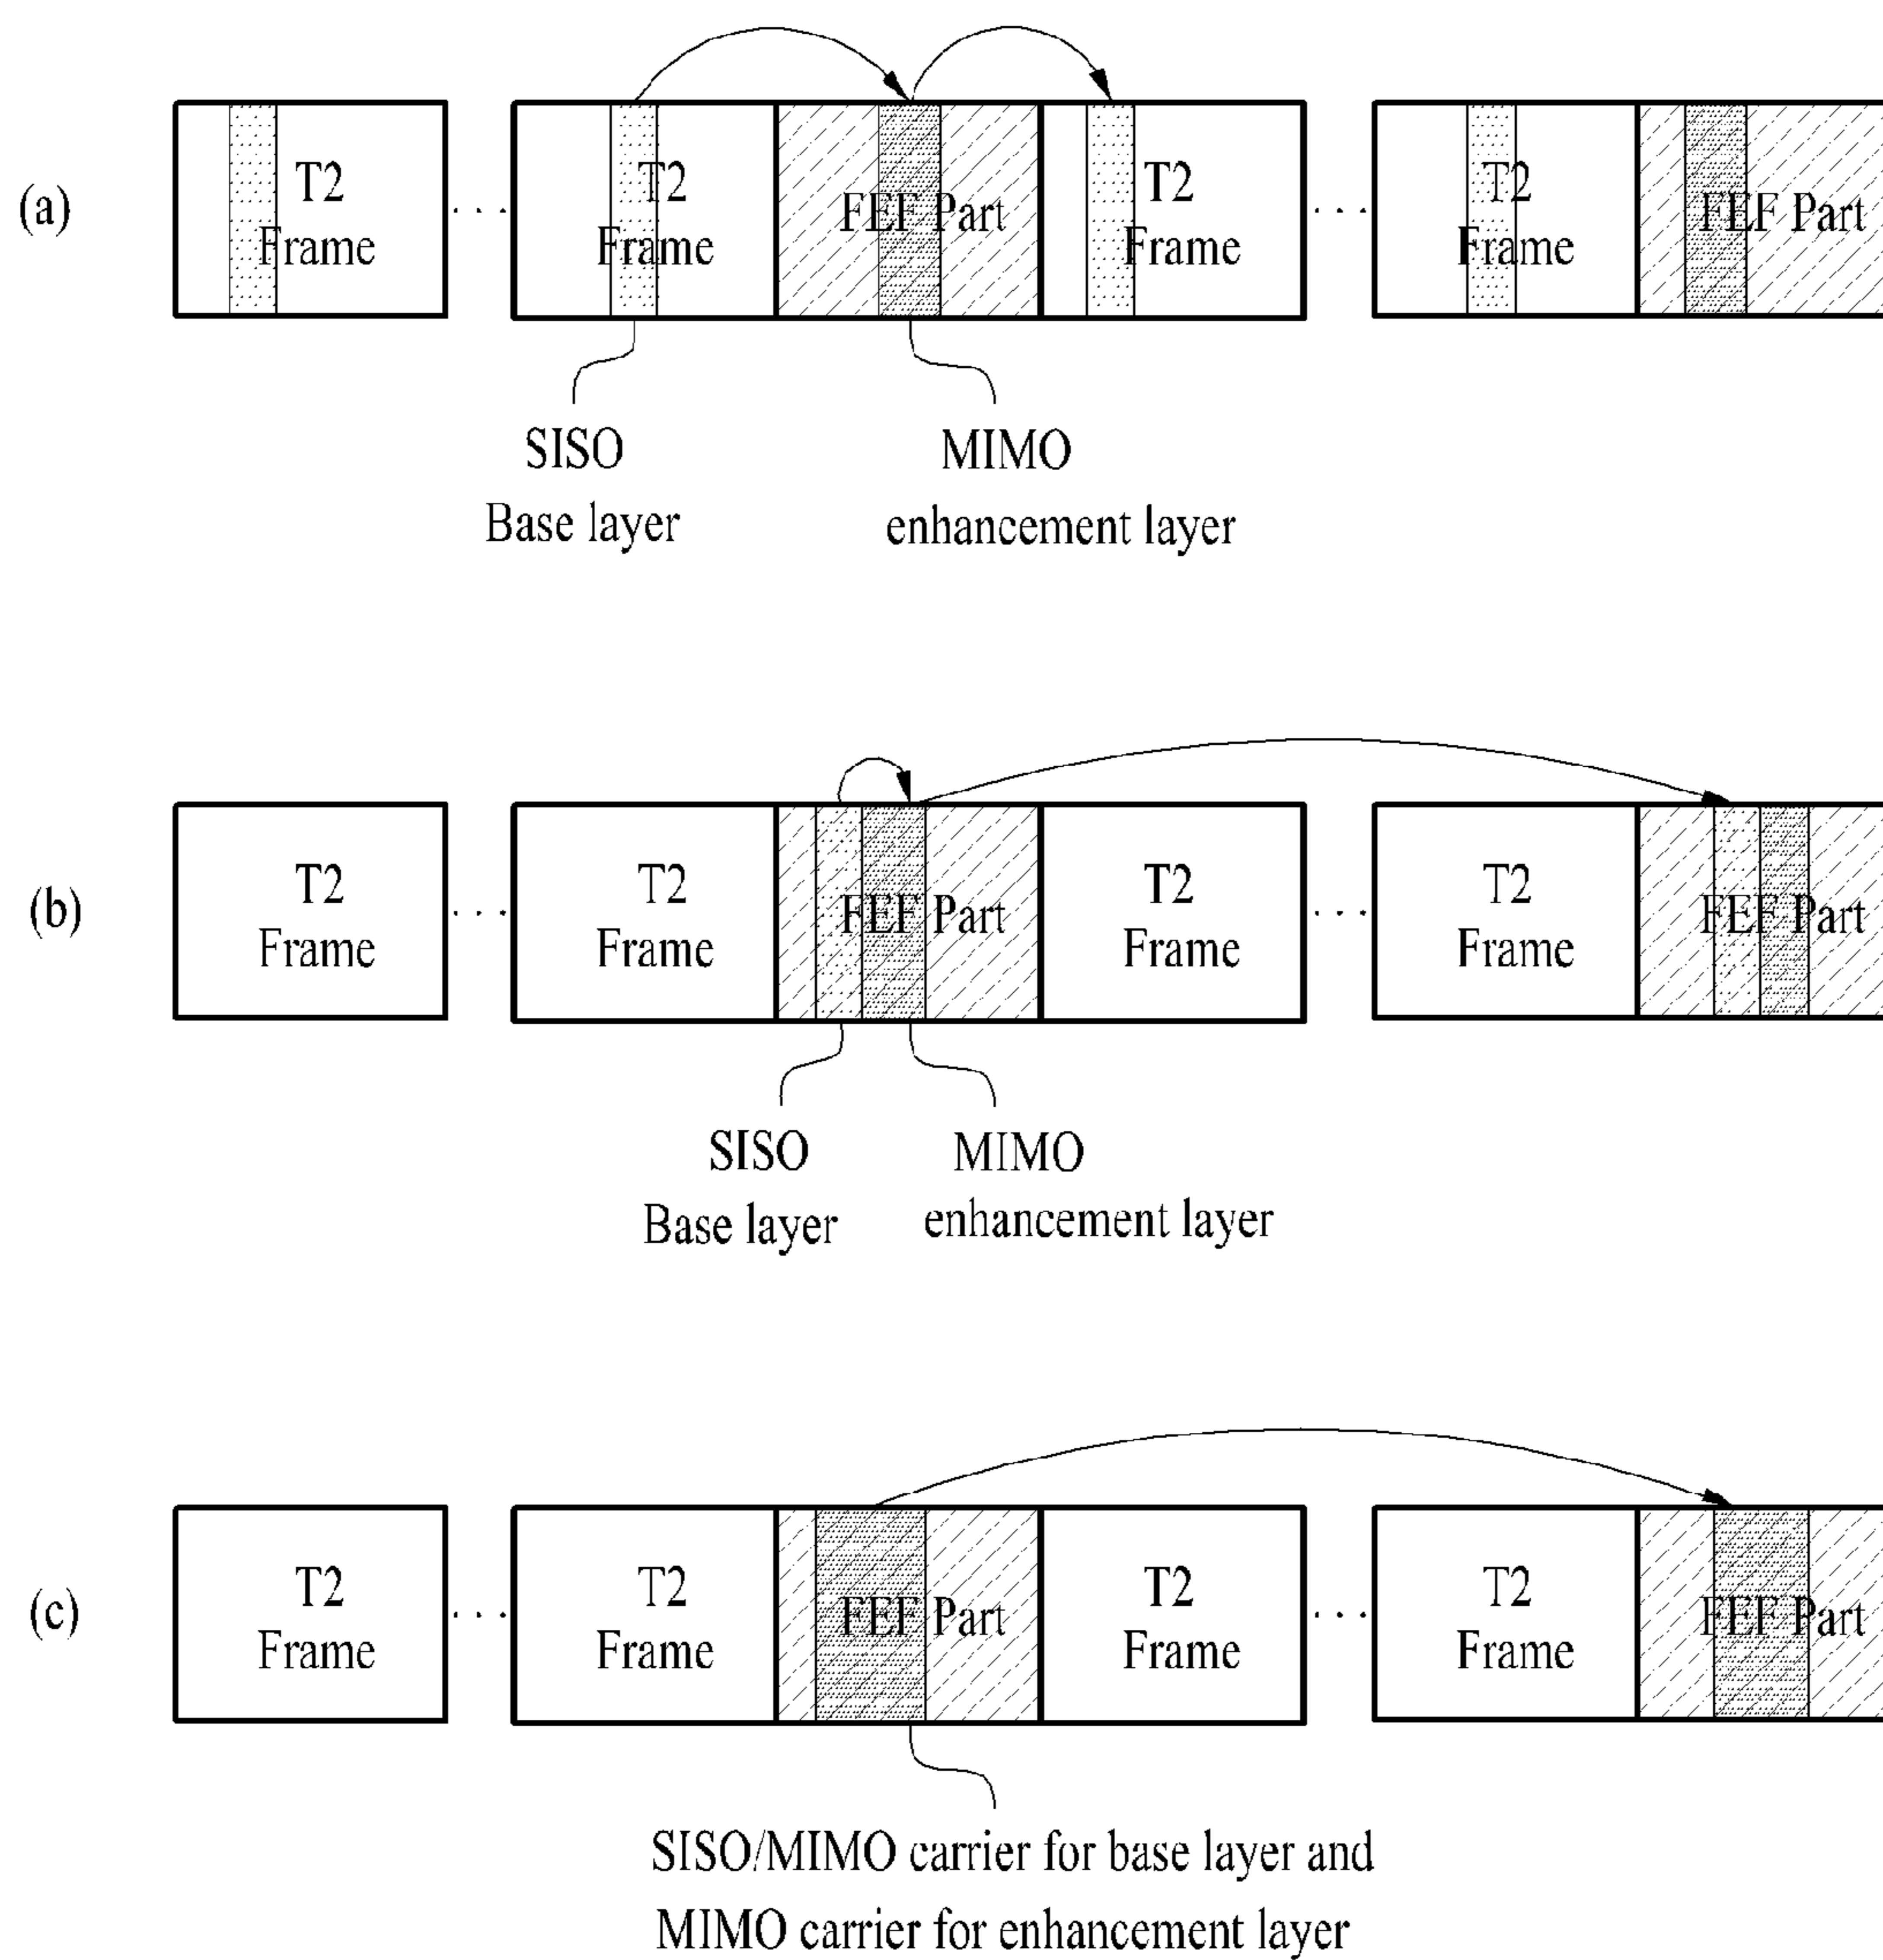 (a)
T2
Frame
. . .
T2
Frame
FEF Part
T2
Frame
. . .
T2
Frame
FEF Part
SISO
Base layer
MIMO
enhancement layer
(b)
T2
Frame
. . .
T2
Frame
FEF Part
T2
Frame
. . .
T2
Frame
FEF Part
SISO
Base layer
MIMO
enhancement layer
(c)
T2
Frame
. . .
T2
Frame
FEF Part
T2
Frame
. . .
T2
Frame
FEF Part
SISO/MIMO carrier for base layer and
MIMO carrier for enhancement layer